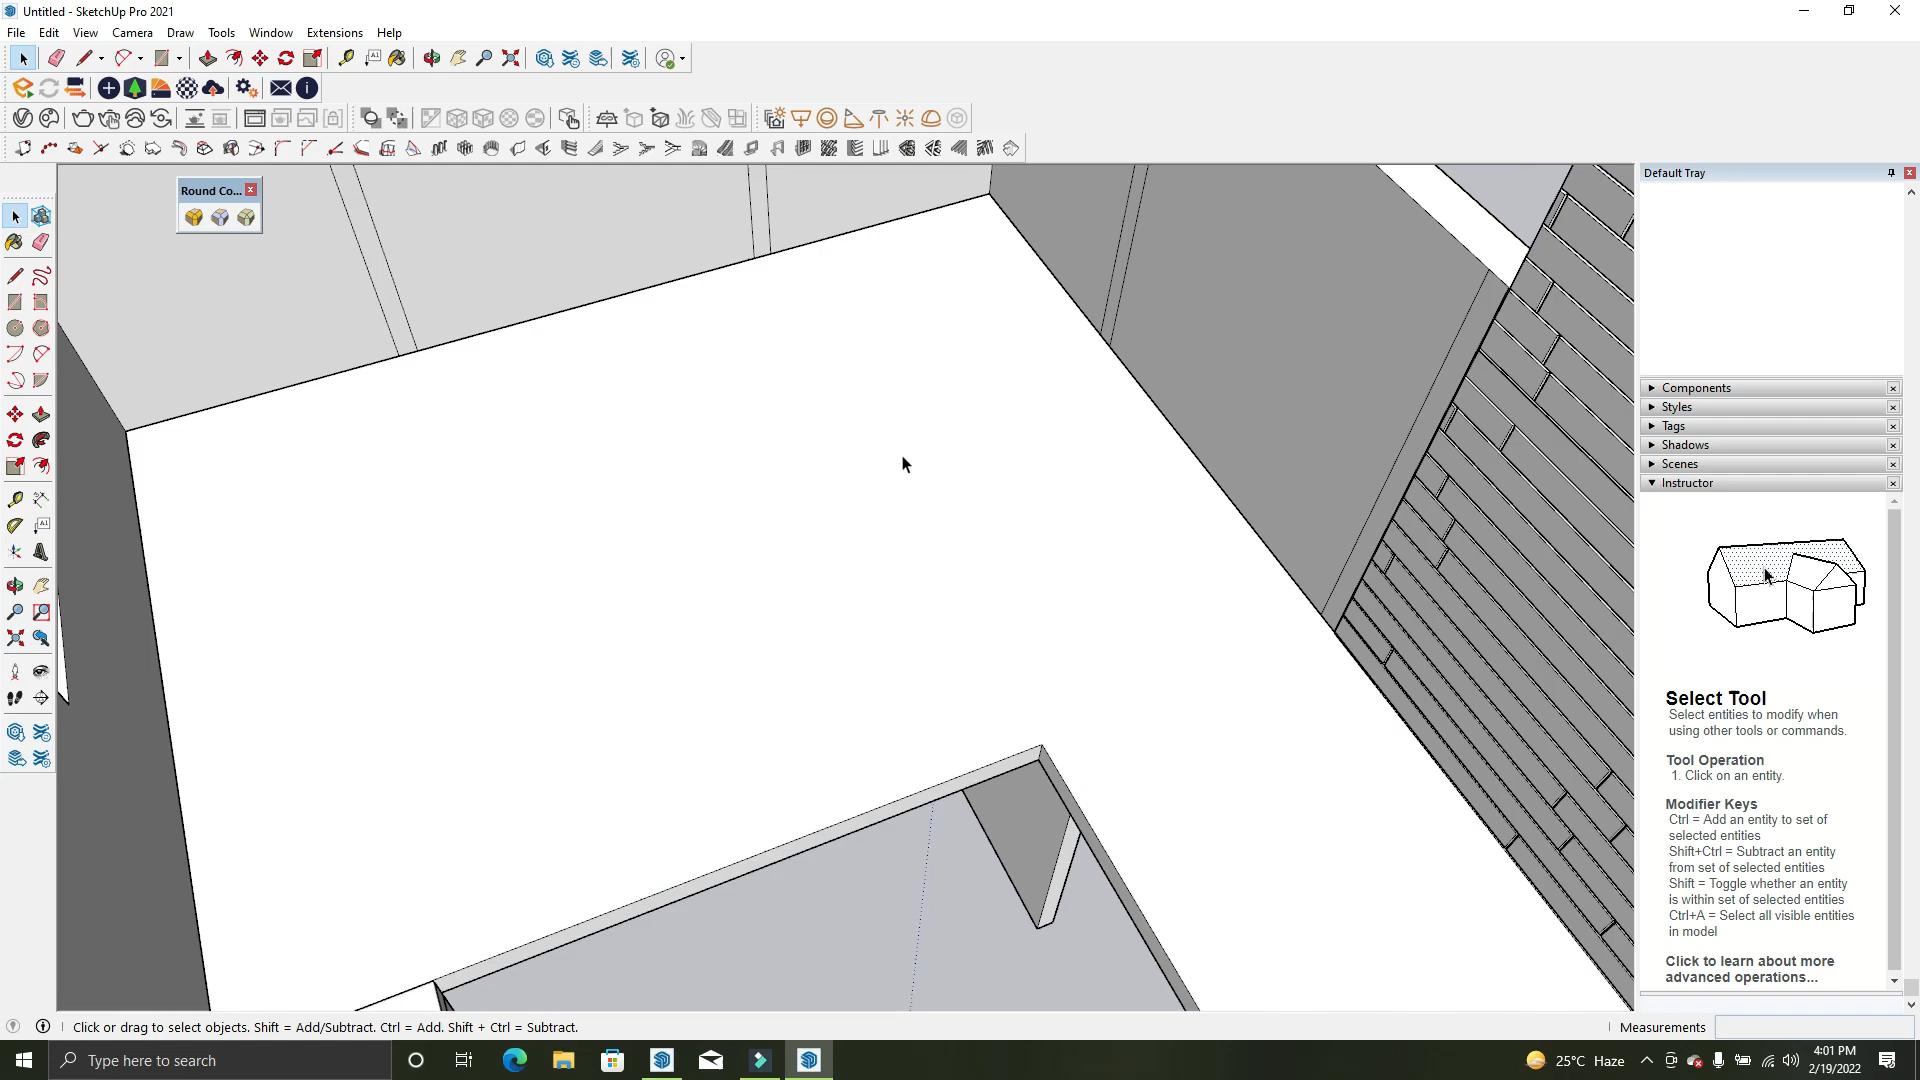 Untitled - SketchUp Pro 2021
File Edit View Camera Draw Tools Window Extensions Help
A1
i
Default Tray
Round Co...
A1
Components
Styles
Tags
Shadows
Scenes
Instructor
Select Tool
Select entities to modify when
using other tools or commands.
Tool Operation
1. Click on an entity.
Modifier Keys
Ctrl = Add an entity to set of
selected entities
Shift+Ctrl = Subtract an entity
from set of selected entities
Shift = Toggle whether an entity
is within set of selected entities
Ctrl+A = Select all visible entities
in model
Click to learn about more
advanced operations...
Click or drag to select objects. Shift = Add/Subtract. Ctrl = Add. Shift + Ctrl = Subtract.
Measurements
Type here to search
25°C Haze
4:01 PM
2/19/2022